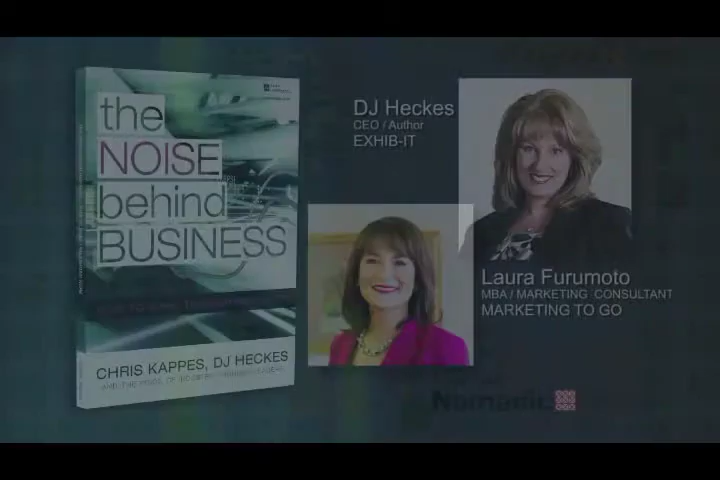 the
NOISE
behind
BUSINESS
CHRIS KAPPES, DJ HECKES
DJ Heckes
CEO / Author
EXHIB-IT
Laura Furumoto
MBA / MARKETING CONSULTANT
MARKETING TO GO
Nomadic